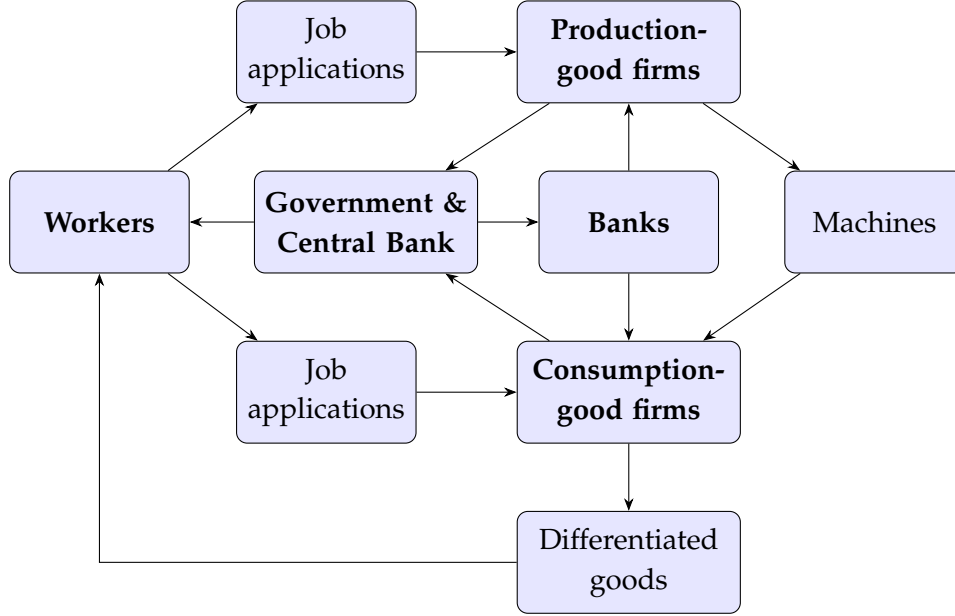 Job
applications
Production-
good firms
Workers
Government &
Central Bank
Banks
Machines
Job
applications
Consumption-
good firms
Differentiated
goods